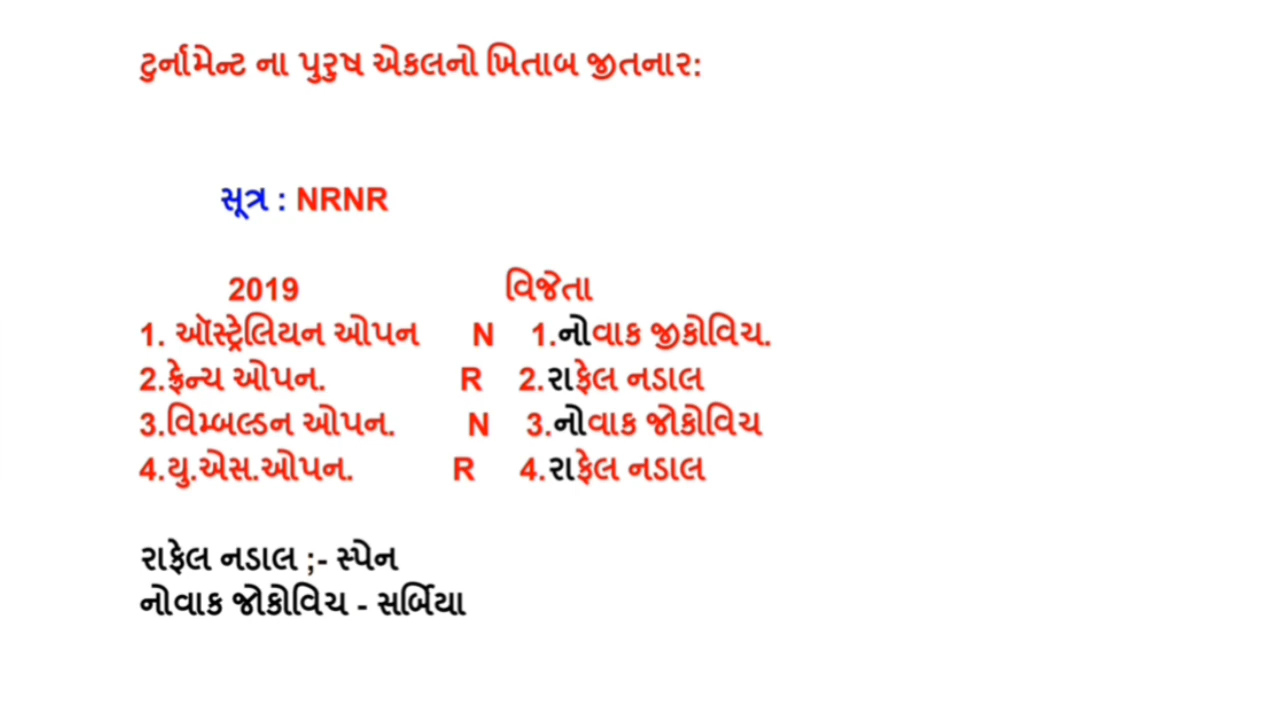 ટુર્નામેન્ટ ના પુરુષ એકલનો ખિતાબ જીતનાર:
સૂત્ર : NRNR
2019 વિજેતા
1. ઑસ્ટ્રેલિયન ઓપન N 1.નોવાક જીકોવિચ.
2.ફ્રેન્ચ ઓપન. R 2.રાફેલ નડાલ
3.વિમ્બલ્ડન ઓપન. N 3.નોવાક જોકોવિચ
4.યુ.એસ.ઓપન. R 4.રાફેલ નડાલ
રાફેલ નડાલ ;- સ્પેન
નોવાક જોકોવિચ - સર્બિયા